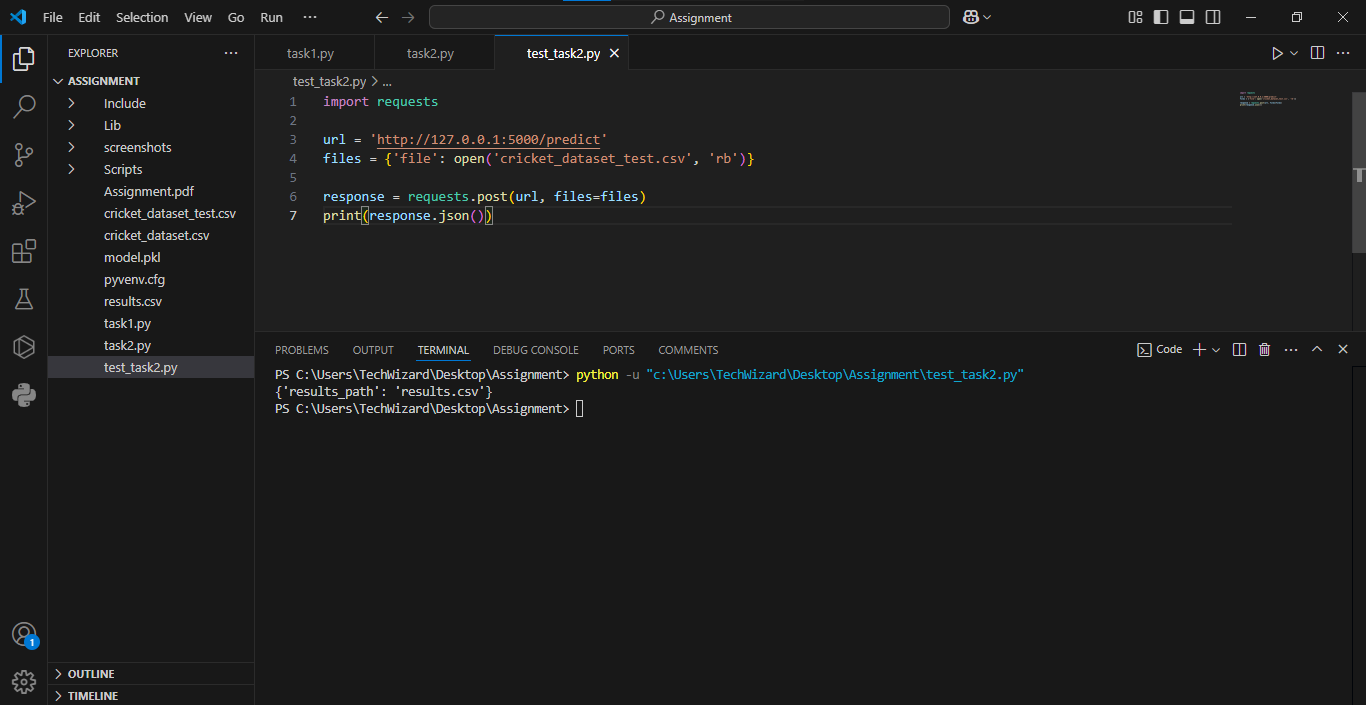 File Edit Selection View Go Run ···
Assignment
EXPLORER ···
ASSIGNMENT
Include
Lib
screenshots
Scripts
Assignment.pdf
cricket_dataset_test.csv
cricket_dataset.csv
model.pkl
pyvenv.cfg
results.csv
task1.py
task2.py
test_task2.py
OUTLINE
TIMELINE
1
task1.py task2.py test_task2.py
test_task2.py > ...
1 import requests
2
3 url = 'http://127.0.0.1:5000/predict'
4 files = {'file': open('cricket_dataset_test.csv', 'rb')}
5
6 response = requests.post(url, files=files)
7 print(response.json())
PROBLEMS OUTPUT TERMINAL DEBUG CONSOLE PORTS COMMENTS
Code
PS C:\Users\TechWizard\Desktop\Assignment> python -u "c:\Users\TechWizard\Desktop\Assignment\test_task2.py"
{'results_path': 'results.csv'}
PS C:\Users\TechWizard\Desktop\Assignment>